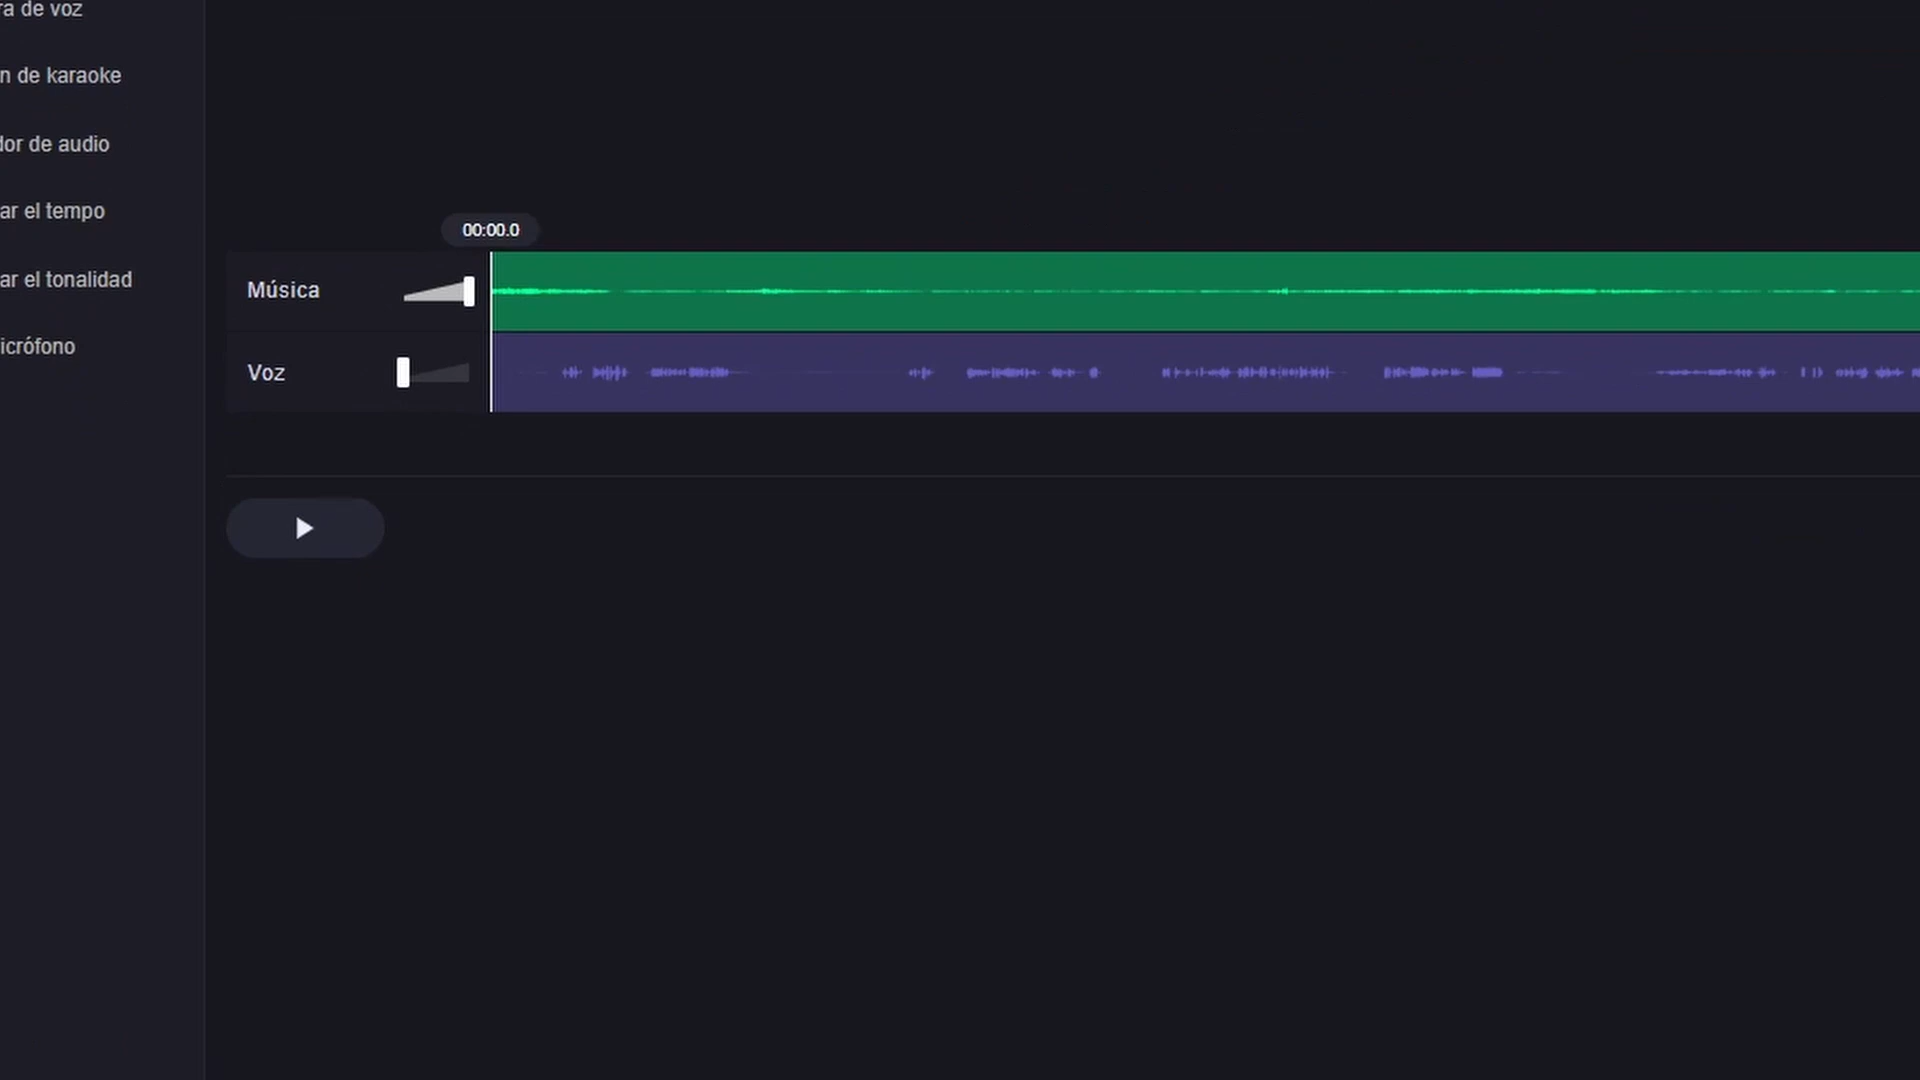 ra de voz
n de karaoke
dor de audio
ar el tempo
ar el tonalidad
icrófono
00:00.0
Música
Voz